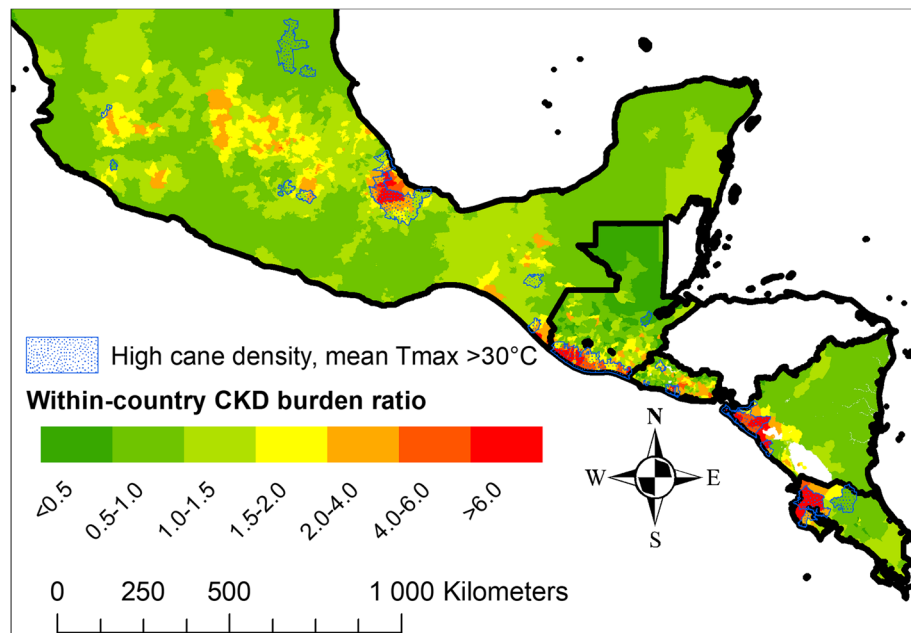 High cane density, mean Tmax >30°C
Within-country CKD burden ratio
<0.5
0.5-1.0
1.0-1.5
1.5-2.0
2.0-4.0
4.0-6.0
>6.0
N
W E
S
0 250 500 1 000 Kilometers